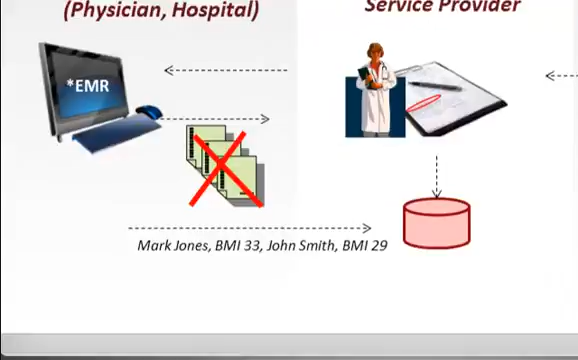 (Physician, Hospital)
Service Provider
*EMR
Mark Jones, BMI 33, John Smith, BMI 29